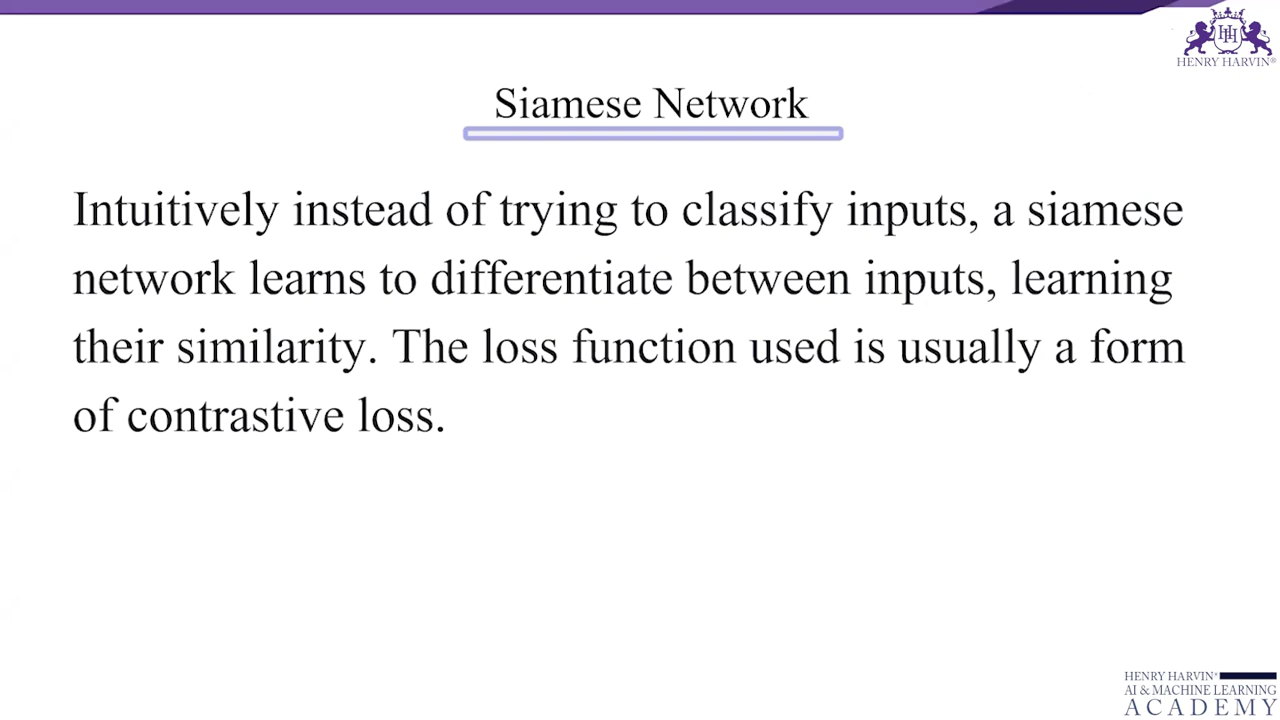 HENRY HARVIN®
Siamese Network
Intuitively instead of trying to classify inputs, a siamese
network learns to differentiate between inputs, learning
their similarity. The loss function used is usually a form
of contrastive loss.
HENRY HARVIN®
AI & MACHINE LEARNING
ACADEMY